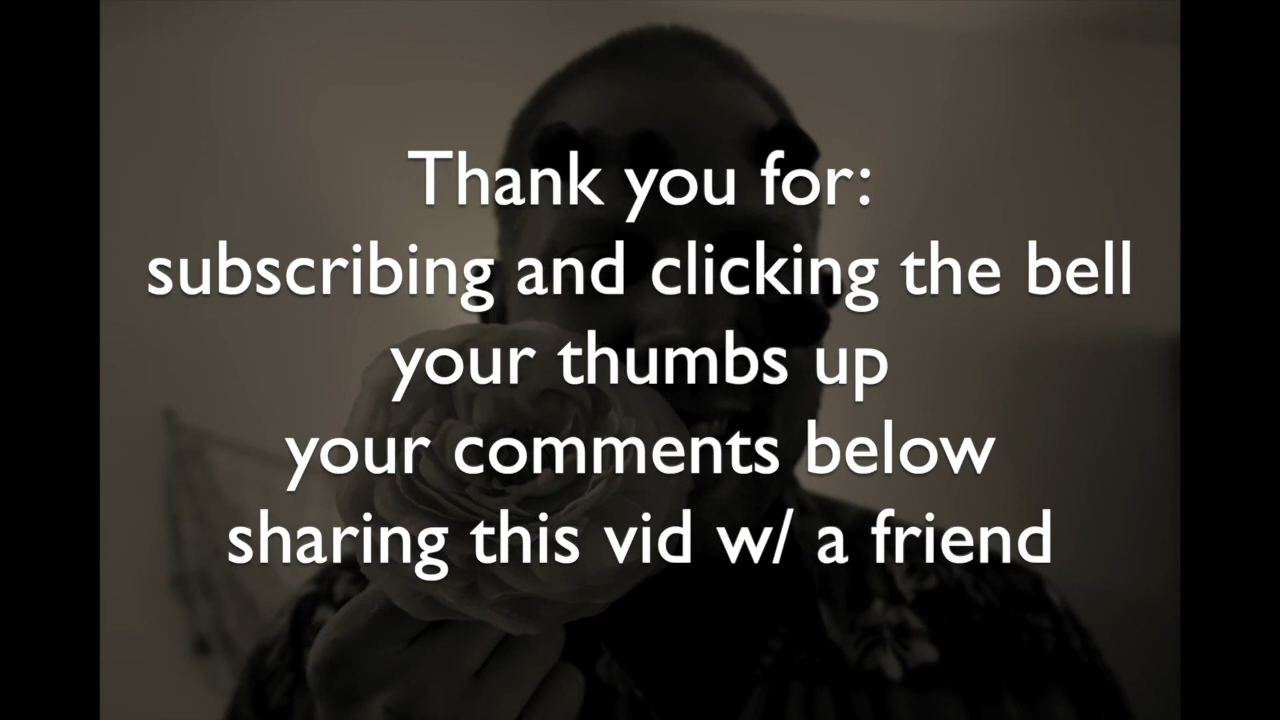 Thank you for:
subscribing and clicking the bell
your thumbs up
your comments below
sharing this vid w/ a friend